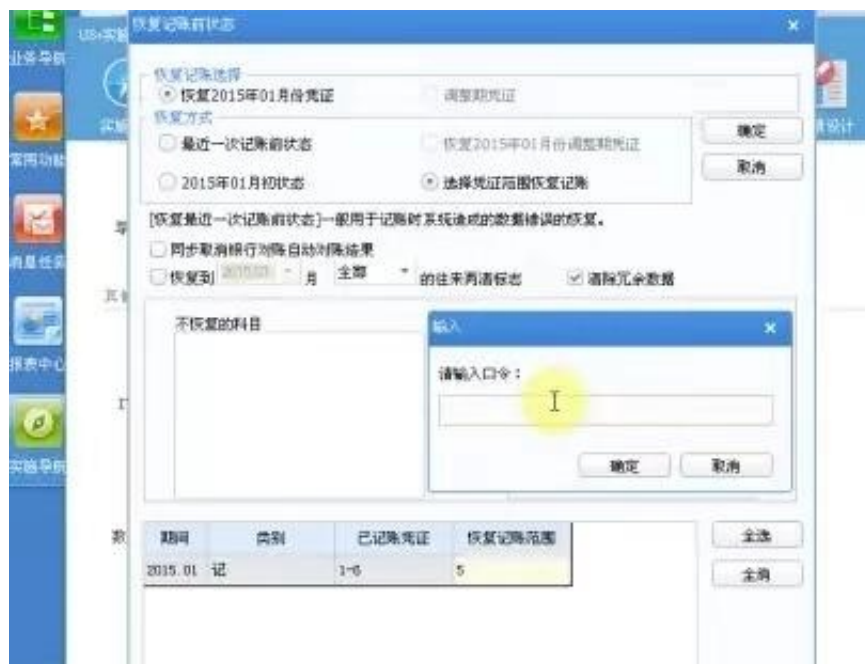 恢复记账前状态
U8+实验
业务导航
恢复记账选择
恢复2015年01月份凭证
调整期凭证
恢复方式
最近一次记账前状态
恢复2015年01月份调整期凭证
确定
2015年01月初状态
选择凭证范围恢复记账
取消
常用功能
[恢复最近一次记账前状态]一般用于记账时系统造成的数据错误的恢复。
同步取消银行对账自动对账结果
消息任务
恢复到 2015.01 月 全部 的往来两清标志
清除冗余数据
其他
不恢复的科目
输入
报表中心
请输入口令:
实验导航
确定
取消
数
期间 类别 已记账凭证 恢复记账范围
全选
2015.01 记 1-6 5
全消
设计